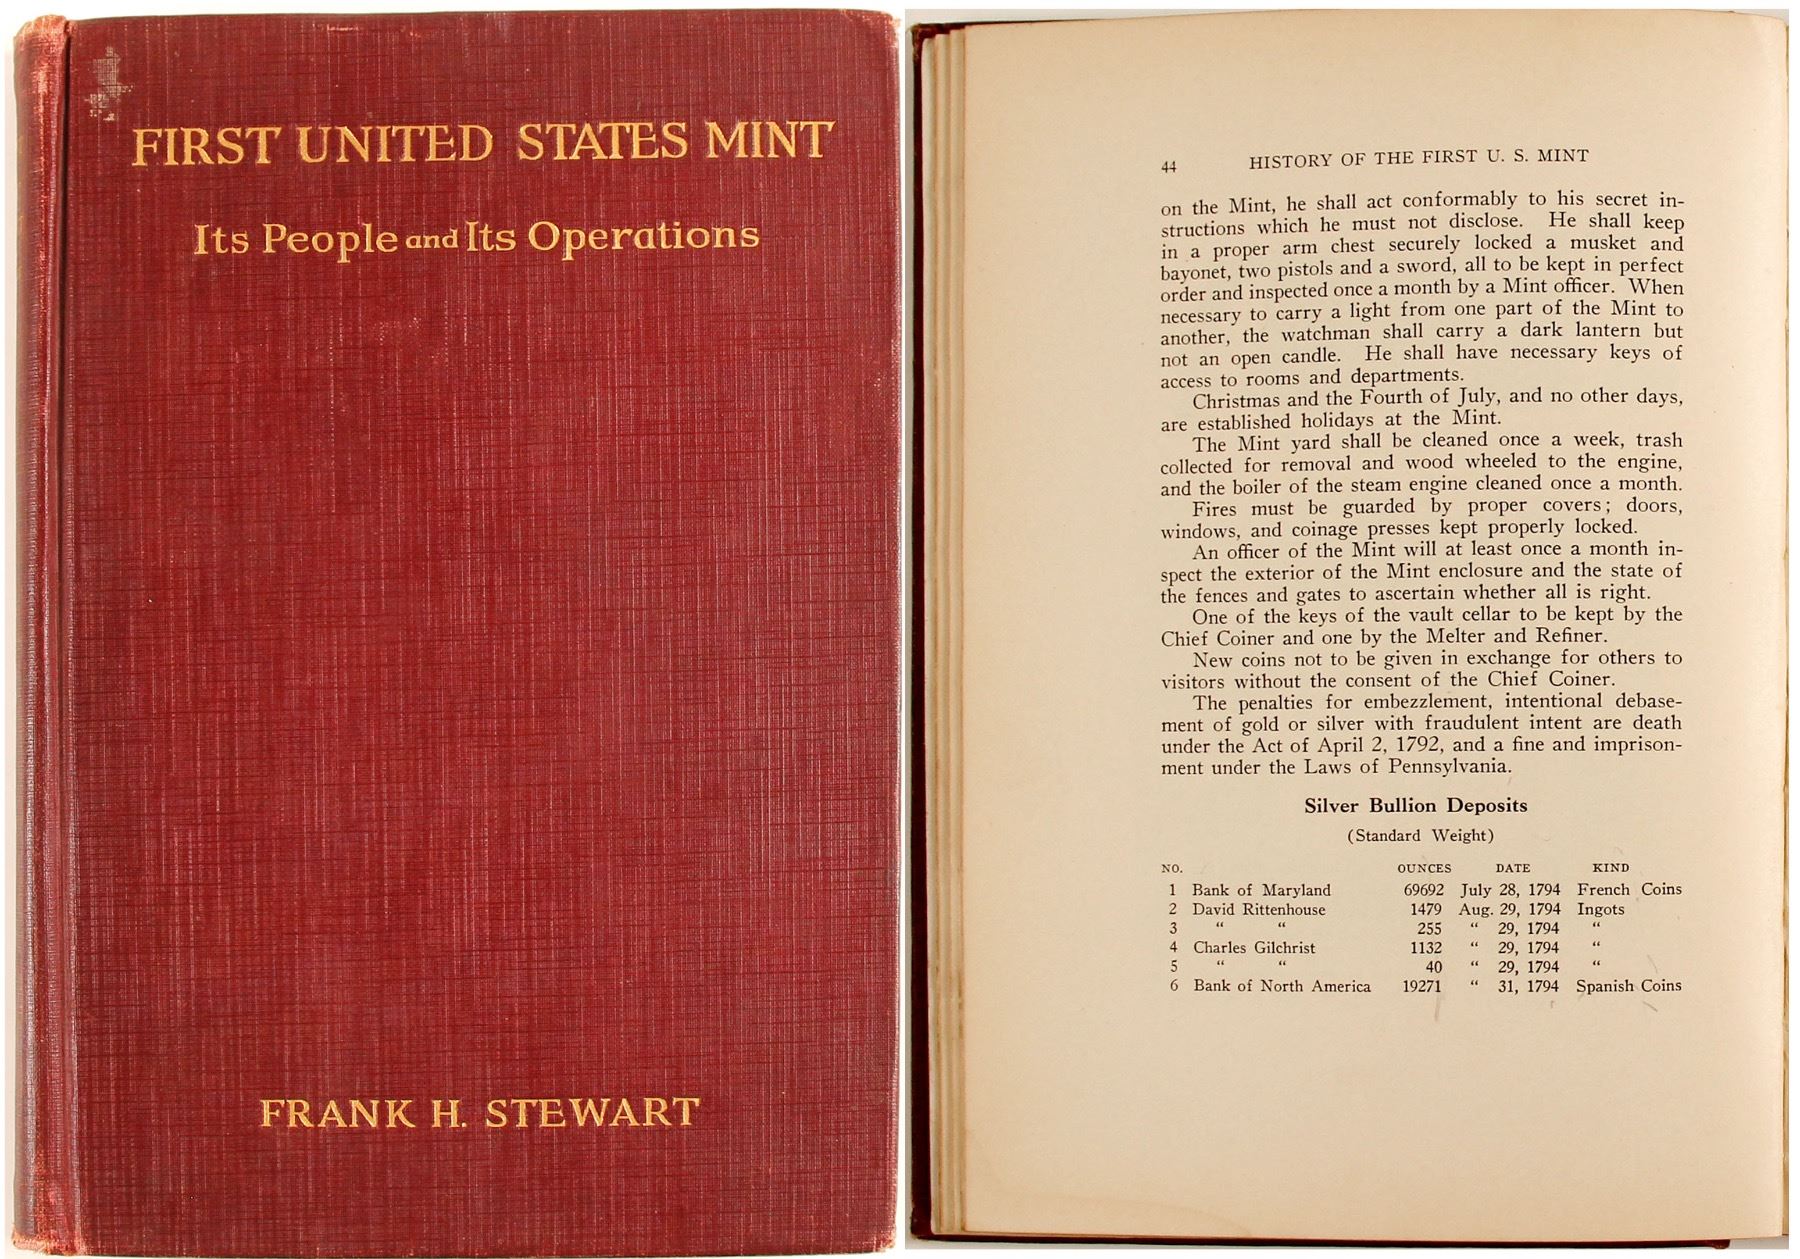 FIRST UNITED STATES MINT
Its People and Its Operations
FRANK H. STEWART
44 HISTORY OF THE FIRST U. S. MINT
on the Mint, he shall act conformably to his secret in-
structions which he must not disclose. He shall keep
in a proper arm chest securely locked a musket and
bayonet, two pistols and a sword, all to be kept in perfect
order and inspected once a month by a Mint officer. When
necessary to carry a light from one part of the Mint to
another, the watchman shall carry a dark lantern but
not an open candle. He shall have necessary keys of
access to rooms and departments.
Christmas and the Fourth of July, and no other days,
are established holidays at the Mint.
The Mint yard shall be cleaned once a week, trash
collected for removal and wood wheeled to the engine,
and the boiler of the steam engine cleaned once a month.
Fires must be guarded by proper covers; doors,
windows, and coinage presses kept properly locked.
An officer of the Mint will at least once a month in-
spect the exterior of the Mint enclosure and the state of
the fences and gates to ascertain whether all is right.
One of the keys of the vault cellar to be kept by the
Chief Coiner and one by the Melter and Refiner.
New coins not to be given in exchange for others to
visitors without the consent of the Chief Coiner.
The penalties for embezzlement, intentional debase-
ment of gold or silver with fraudulent intent are death
under the Act of April 2, 1792, and a fine and imprison-
ment under the Laws of Pennsylvania.
Silver Bullion Deposits
(Standard Weight)
NO. OUNCES DATE KIND
1 Bank of Maryland 69692 July 28, 1794 French Coins
2 David Rittenhouse 1479 Aug. 29, 1794 Ingots
3 “ “ 255 “ 29, 1794 “
4 Charles Gilchrist 1132 “ 29, 1794 “
5 “ “ 40 “ 29, 1794 “
6 Bank of North America 19271 “ 31, 1794 Spanish Coins